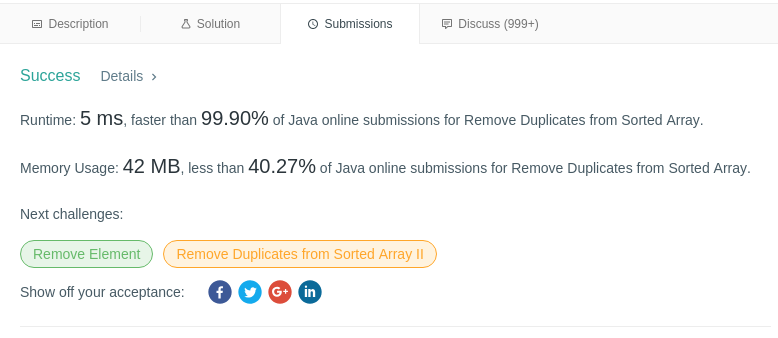 Description Solution Submissions Discuss (999+)
Success Details >
Runtime: 5 ms, faster than 99.90% of Java online submissions for Remove Duplicates from Sorted Array.
Memory Usage: 42 MB, less than 40.27% of Java online submissions for Remove Duplicates from Sorted Array.
Next challenges:
Remove Element Remove Duplicates from Sorted Array II
Show off your acceptance: f G+ in